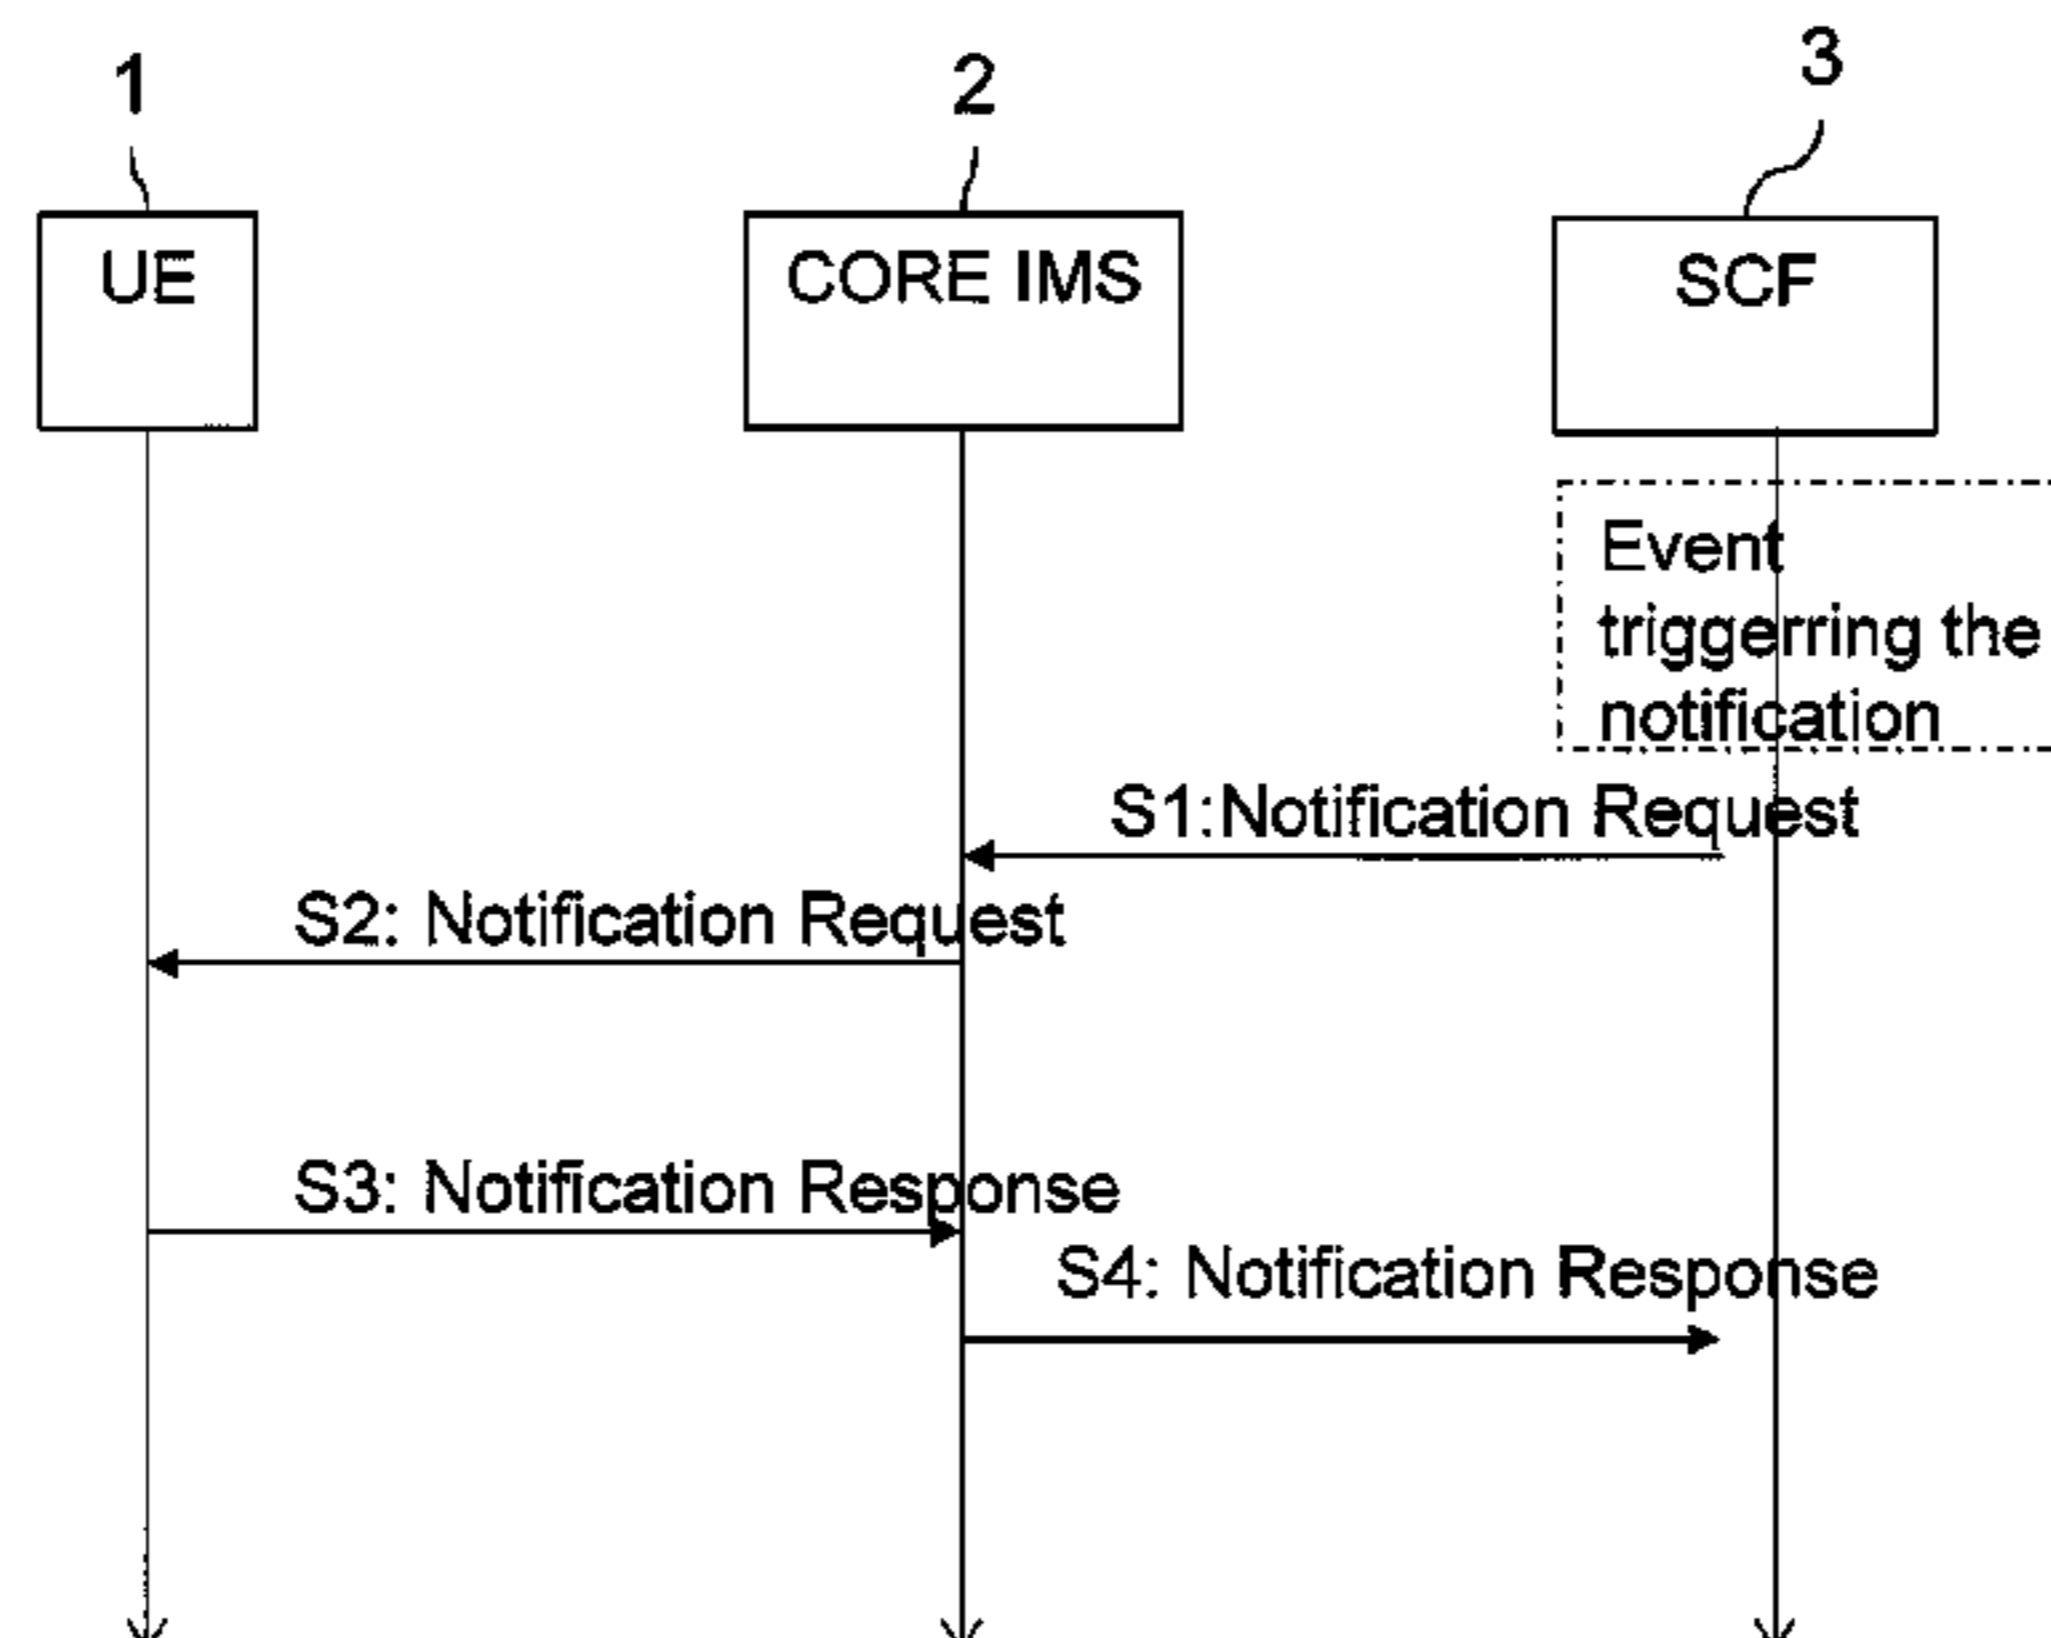 1
2
3
UE
CORE IMS
SCF
Event
triggerring the
notification
S1:Notification Request
S2: Notification Request
S3: Notification Response
S4: Notification Response